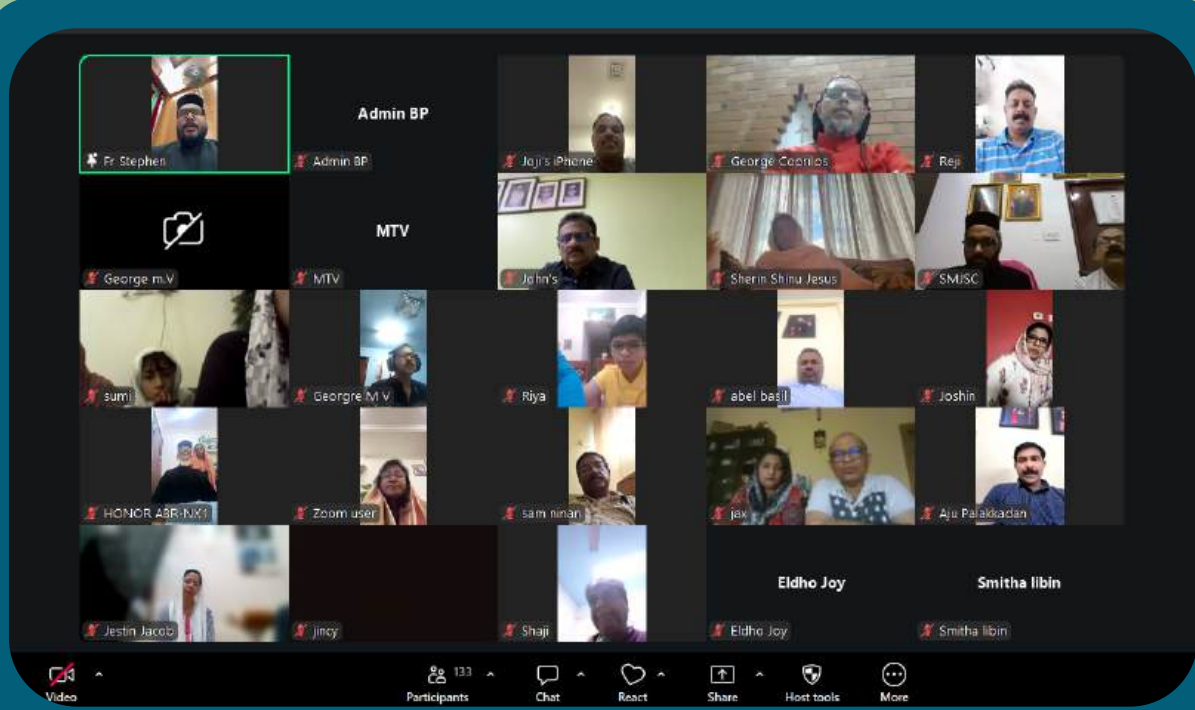 Fr Stephen
Admin BP
Admin BP
Joji's iPhone
George Coorilos
Reji
George m.V
MTV
MTV
John's
Sherin Shinu Jesus
SMJSC
sumi
Georgre M V
Riya
abel basil
Joshin
HONOR ABR-NX1
Zoom user
sam ninan
jax
Aju Palakkadan
Jestin Jacob
jincy
Shaji
Eldho Joy
Eldho Joy
Smitha libin
Smitha libin
Video
133
Participants
Chat
React
Share
Host tools
More